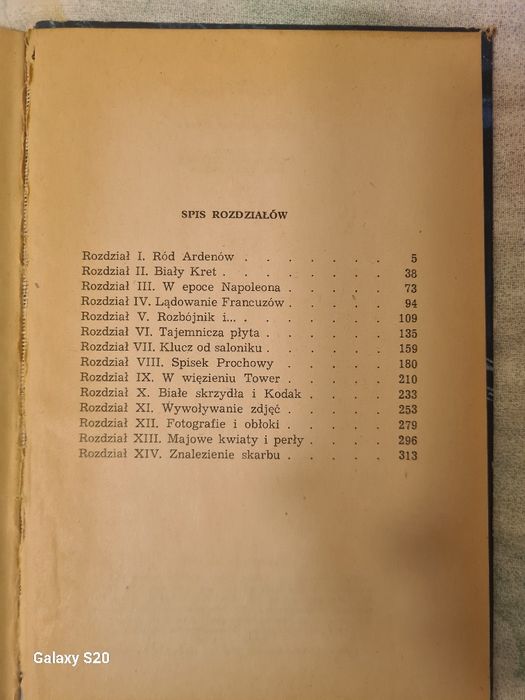 SPIS ROZDZIAŁÓW
Rozdział I. Ród Ardenów . . . . . . . 5
Rozdział II. Biały Kret . . . . . . . . 38
Rozdział III. W epoce Napoleona . . . . . 73
Rozdział IV. Lądowanie Francuzów . . . . 94
Rozdział V. Rozbójnik i... . . . . . . . 109
Rozdział VI. Tajemnicza płyta . . . . . 135
Rozdział VII. Klucz od saloniku . . . . . 159
Rozdział VIII. Spisek Prochowy . . . . 180
Rozdział IX. W więzieniu Tower . . . . . 210
Rozdział X. Białe skrzydła i Kodak . . . . 233
Rozdział XI. Wywoływanie zdjęć . . . . 253
Rozdział XII. Fotografie i obłoki . . . . 279
Rozdział XIII. Majowe kwiaty i perły . . . . 296
Rozdział XIV. Znalezienie skarbu . . . . . 313
Galaxy S20